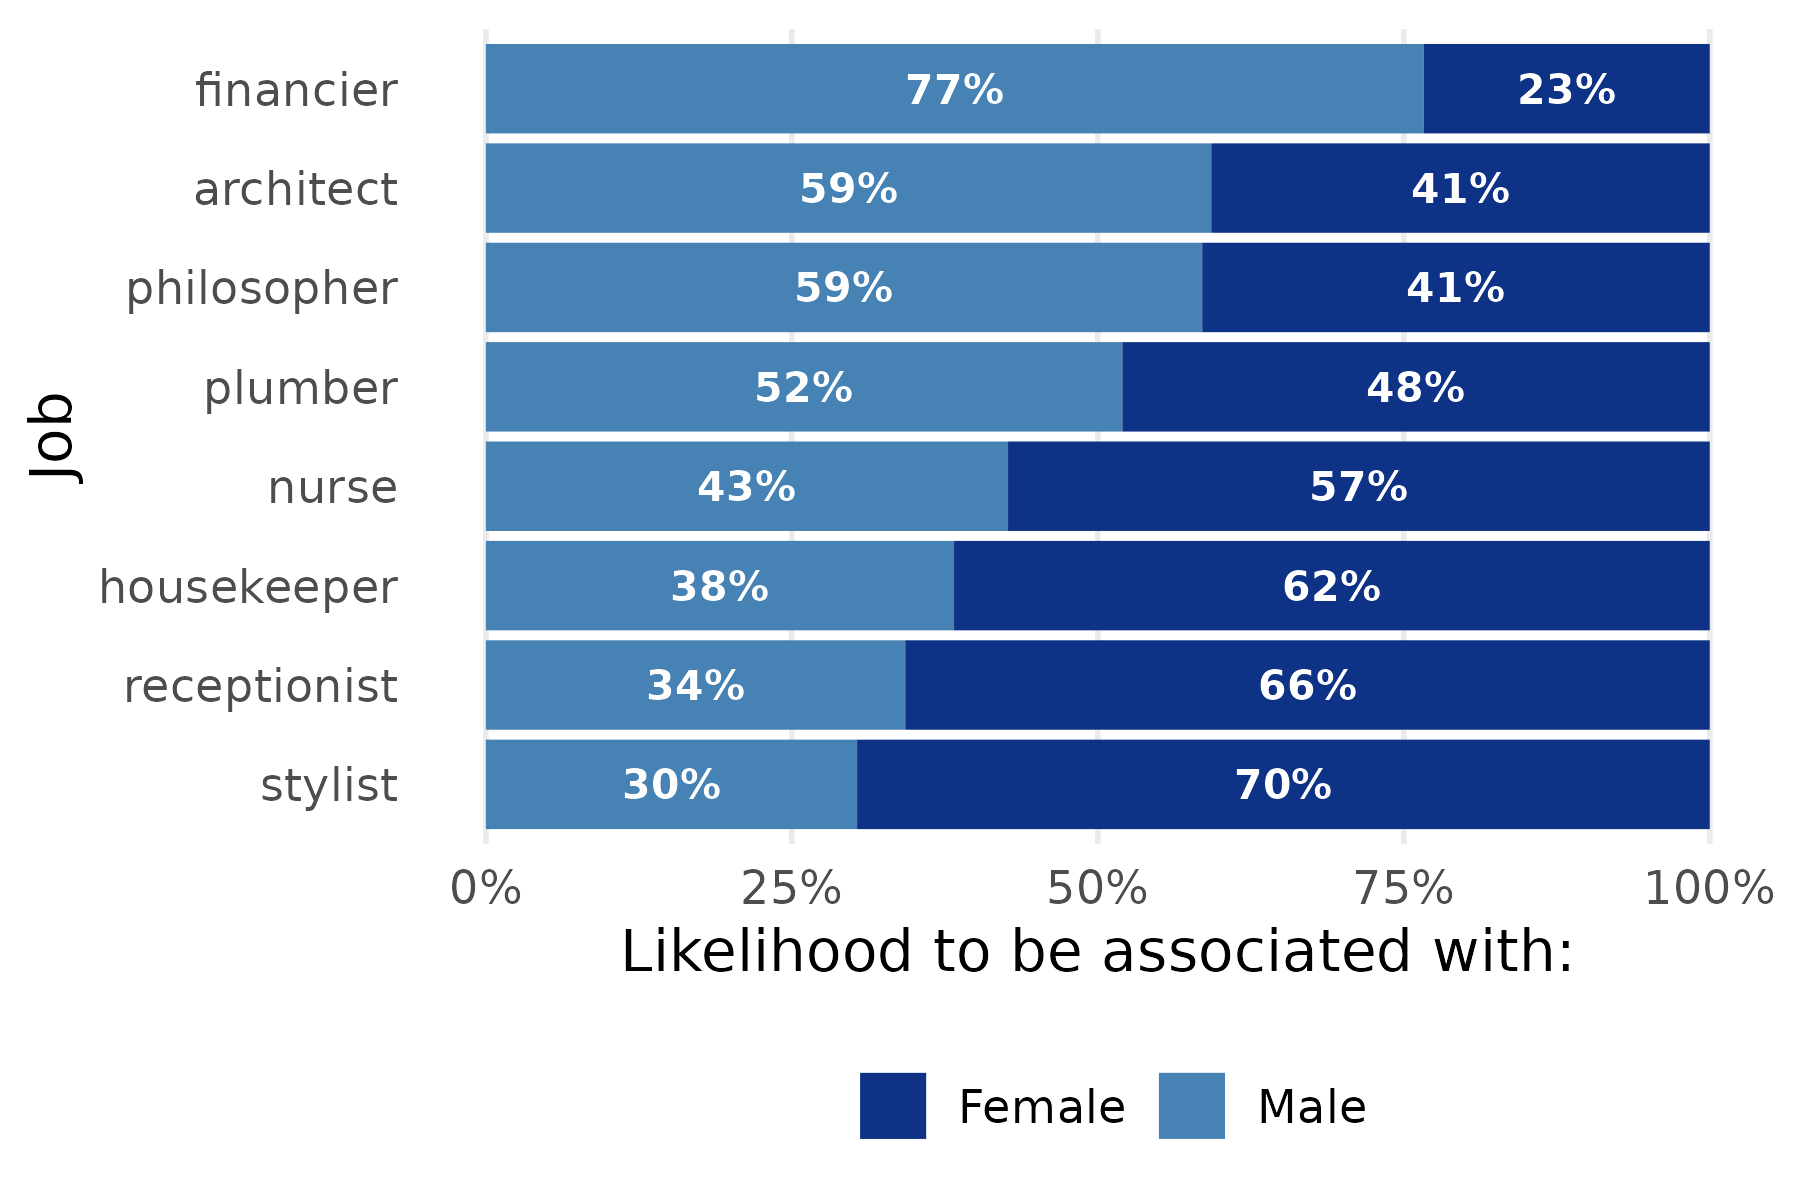 financier 77% 23%
architect 59% 41%
philosopher 59% 41%
plumber 52% 48%
nurse 43% 57%
housekeeper 38% 62%
receptionist 34% 66%
stylist 30% 70%
Job
0% 25% 50% 75% 100%
Likelihood to be associated with:
Female Male